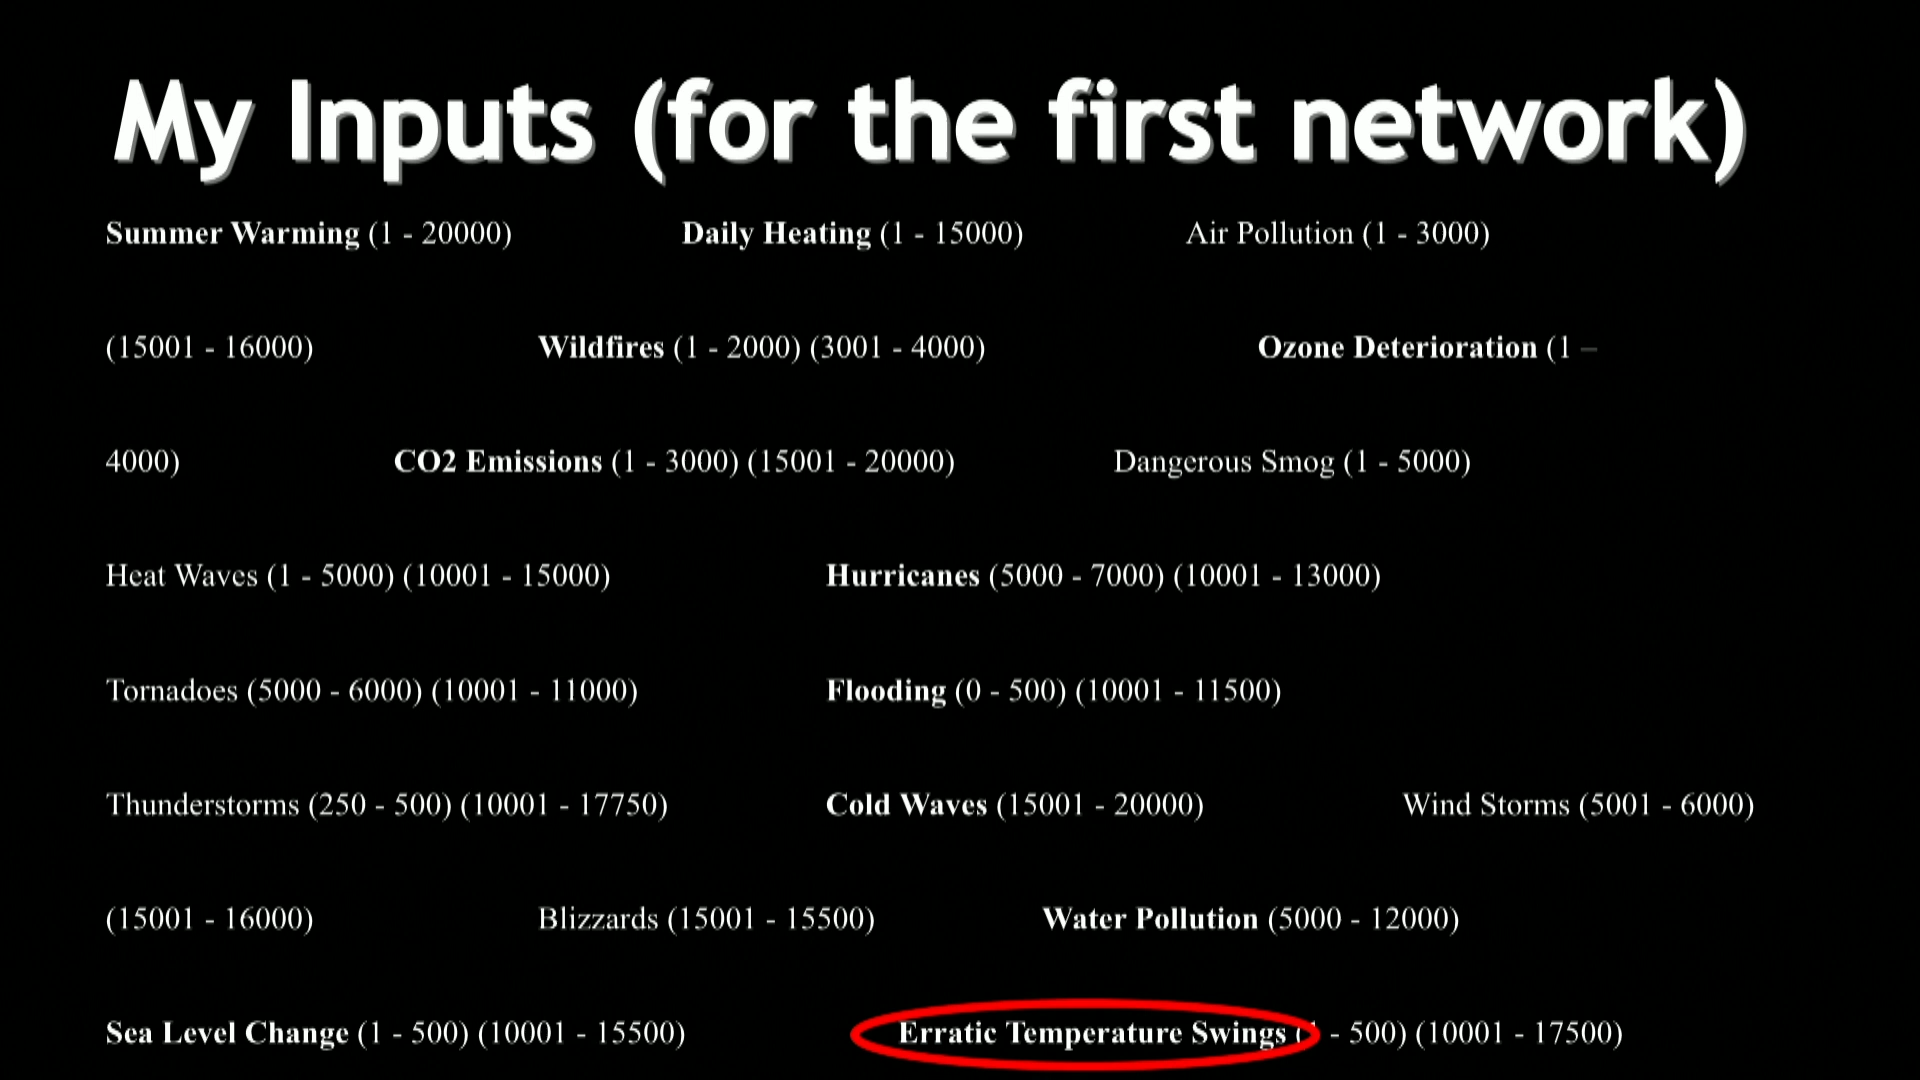 My Inputs (for the first network)
Summer Warming (1 - 20000) Daily Heating (1 - 15000) Air Pollution (1 - 3000)
(15001 - 16000) Wildfires (1 - 2000) (3001 - 4000) Ozone Deterioration (1 –
4000) CO2 Emissions (1 - 3000) (15001 - 20000) Dangerous Smog (1 - 5000)
Heat Waves (1 - 5000) (10001 - 15000) Hurricanes (5000 - 7000) (10001 - 13000)
Tornadoes (5000 - 6000) (10001 - 11000) Flooding (0 - 500) (10001 - 11500)
Thunderstorms (250 - 500) (10001 - 17750) Cold Waves (15001 - 20000) Wind Storms (5001 - 6000)
(15001 - 16000) Blizzards (15001 - 15500) Water Pollution (5000 - 12000)
Sea Level Change (1 - 500) (10001 - 15500) Erratic Temperature Swings ( - 500) (10001 - 17500)